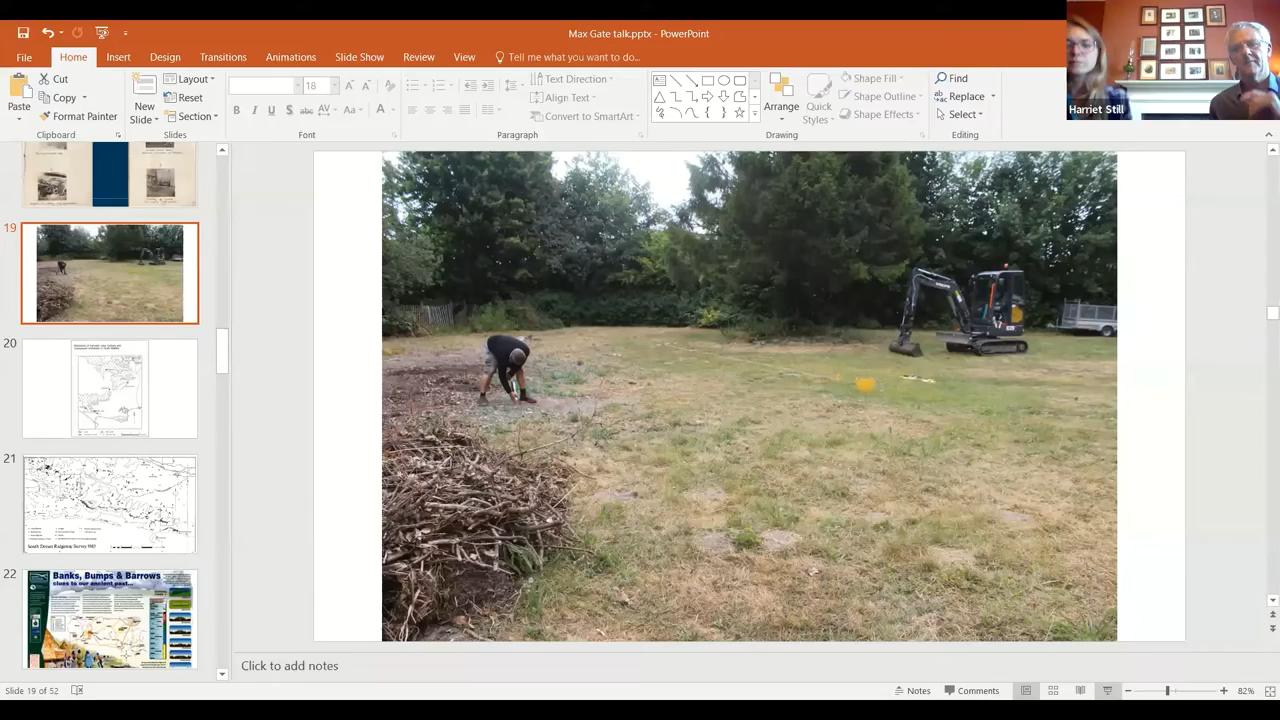 Max Gate talk.pptx - PowerPoint
File
Home
Insert
Design
Transitions
Animations
Slide Show
Review
View
Tell me what you want to do...
Paste
Cut
Copy
Format Painter
Clipboard
New
Slide
Layout
Reset
Section
Slides
18
B
I
U
S
abc
AV
Aa
A
Font
Text Direction
Align Text
Convert to SmartArt
Paragraph
Arrange
Quick
Styles
Shape Fill
Shape Outline
Shape Effects
Drawing
Find
Replace
Select
Editing
Harriet Still
19
20
21
South Dorset Ridgeway Survey
22
Banks, Bumps & Barrows
clues to our ancient past...
Click to add notes
Slide 19 of 52
Notes
Comments
82%